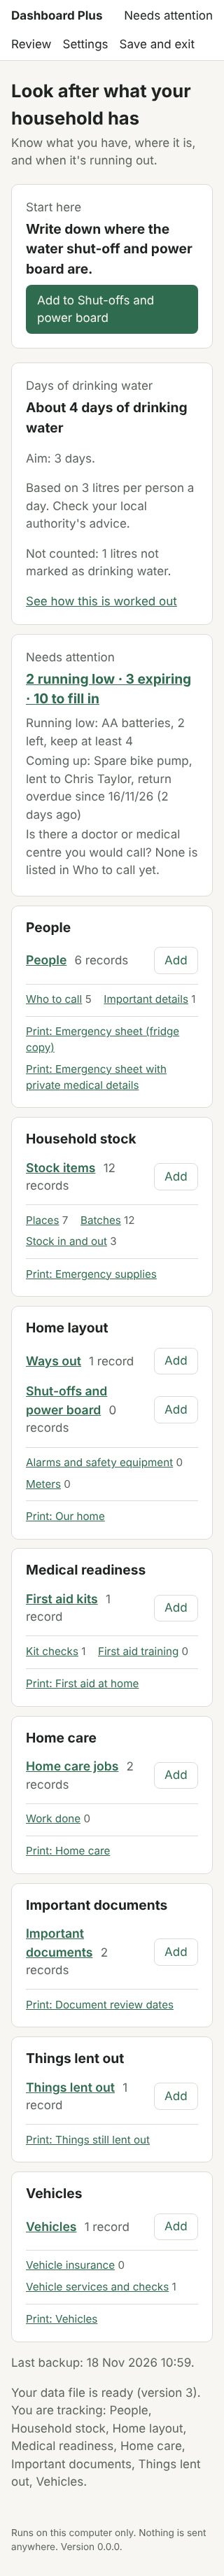 Dashboard Plus
Needs attention
Review
Settings
Save and exit
Look after what your
household has
Know what you have, where it is,
and when it's running out.
Start here
Write down where the
water shut-off and power
board are.
Add to Shut-offs and
power board
Days of drinking water
About 4 days of drinking
water
Aim: 3 days.
Based on 3 litres per person a
day. Check your local
authority's advice.
Not counted: 1 litres not
marked as drinking water.
See how this is worked out
Needs attention
2 running low · 3 expiring
· 10 to fill in
Running low: AA batteries, 2
left, keep at least 4
Coming up: Spare bike pump,
lent to Chris Taylor, return
overdue since 16/11/26 (2
days ago)
Is there a doctor or medical
centre you would call? None is
listed in Who to call yet.
People
People 6 records
Add
Who to call 5 Important details 1
Print: Emergency sheet (fridge
copy)
Print: Emergency sheet with
private medical details
Household stock
Stock items 12
records
Add
Places 7 Batches 12
Stock in and out 3
Print: Emergency supplies
Home layout
Ways out 1 record
Add
Shut-offs and
power board 0
records
Add
Alarms and safety equipment 0
Meters 0
Print: Our home
Medical readiness
First aid kits 1
record
Add
Kit checks 1 First aid training 0
Print: First aid at home
Home care
Home care jobs 2
records
Add
Work done 0
Print: Home care
Important documents
Important
documents 2
records
Add
Print: Document review dates
Things lent out
Things lent out 1
record
Add
Print: Things still lent out
Vehicles
Vehicles 1 record
Add
Vehicle insurance 0
Vehicle services and checks 1
Print: Vehicles
Last backup: 18 Nov 2026 10:59.
Your data file is ready (version 3).
You are tracking: People,
Household stock, Home layout,
Medical readiness, Home care,
Important documents, Things lent
out, Vehicles.
Runs on this computer only. Nothing is sent
anywhere. Version 0.0.0.